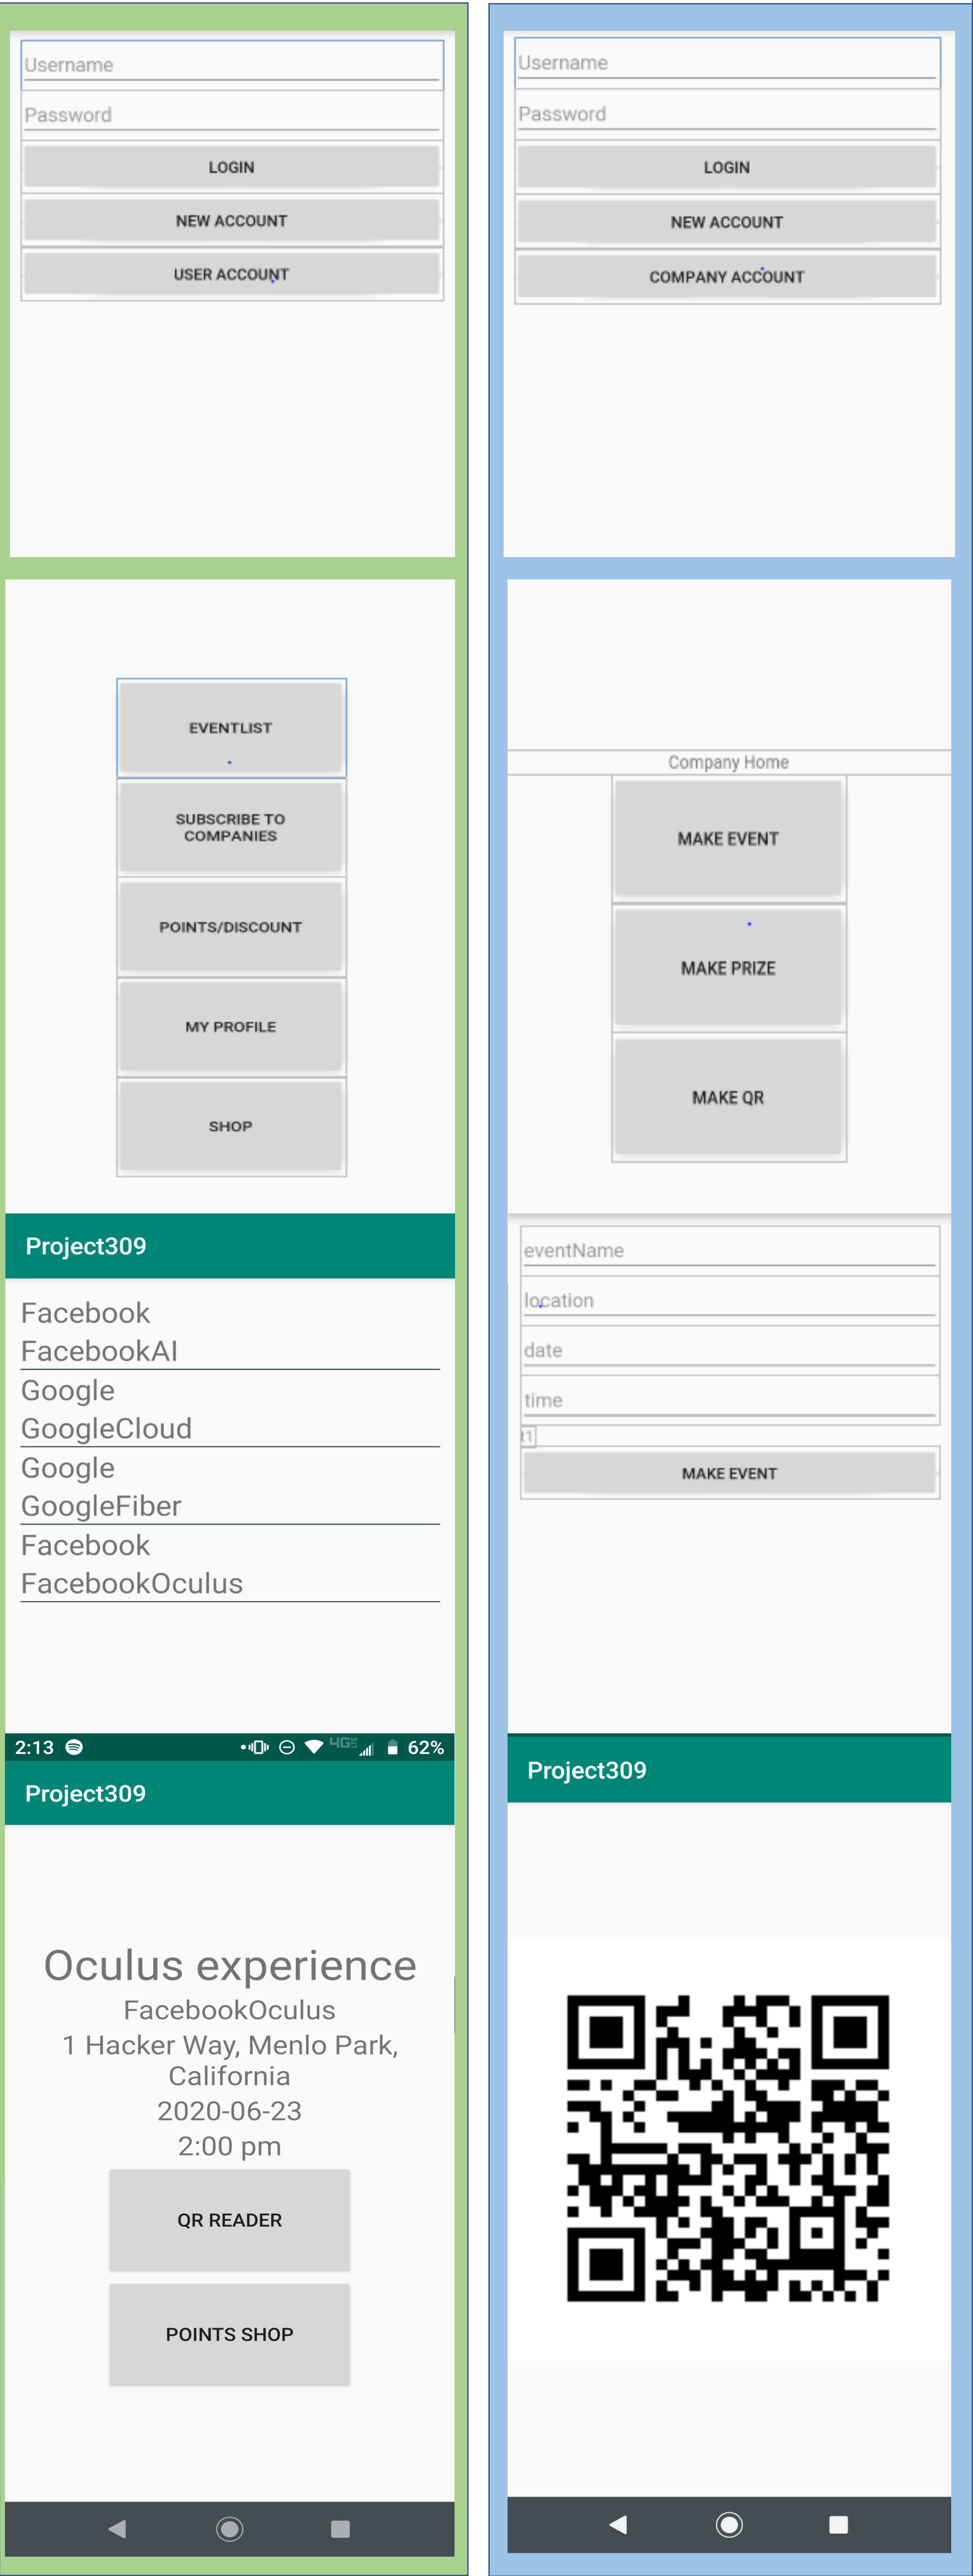 Username
Password
LOGIN
NEW ACCOUNT
USER ACCOUNT
EVENTLIST
SUBSCRIBE TO
COMPANIES
POINTS/DISCOUNT
MY PROFILE
SHOP
Project309
Facebook
FacebookAI
Google
GoogleCloud
Google
GoogleFiber
Facebook
FacebookOculus
2:13 4G 62%
Project309
Oculus experience
FacebookOculus
1 Hacker Way, Menlo Park,
California
2020-06-23
2:00 pm
QR READER
POINTS SHOP
Username
Password
LOGIN
NEW ACCOUNT
COMPANY ACCOUNT
Company Home
MAKE EVENT
MAKE PRIZE
MAKE QR
eventName
location
date
time
t1
MAKE EVENT
Project309